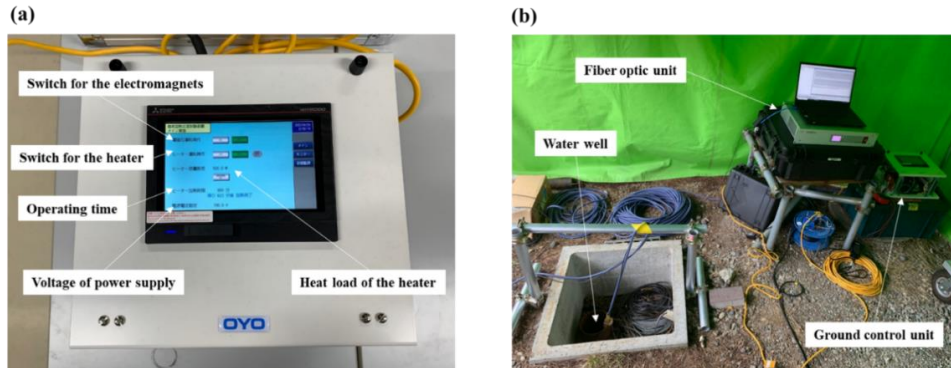 (a)
Switch for the electromagnets
Switch for the heater
Operating time
Voltage of power supply
Heat load of the heater
OYO
(b)
Fiber optic unit
Water well
Ground control unit